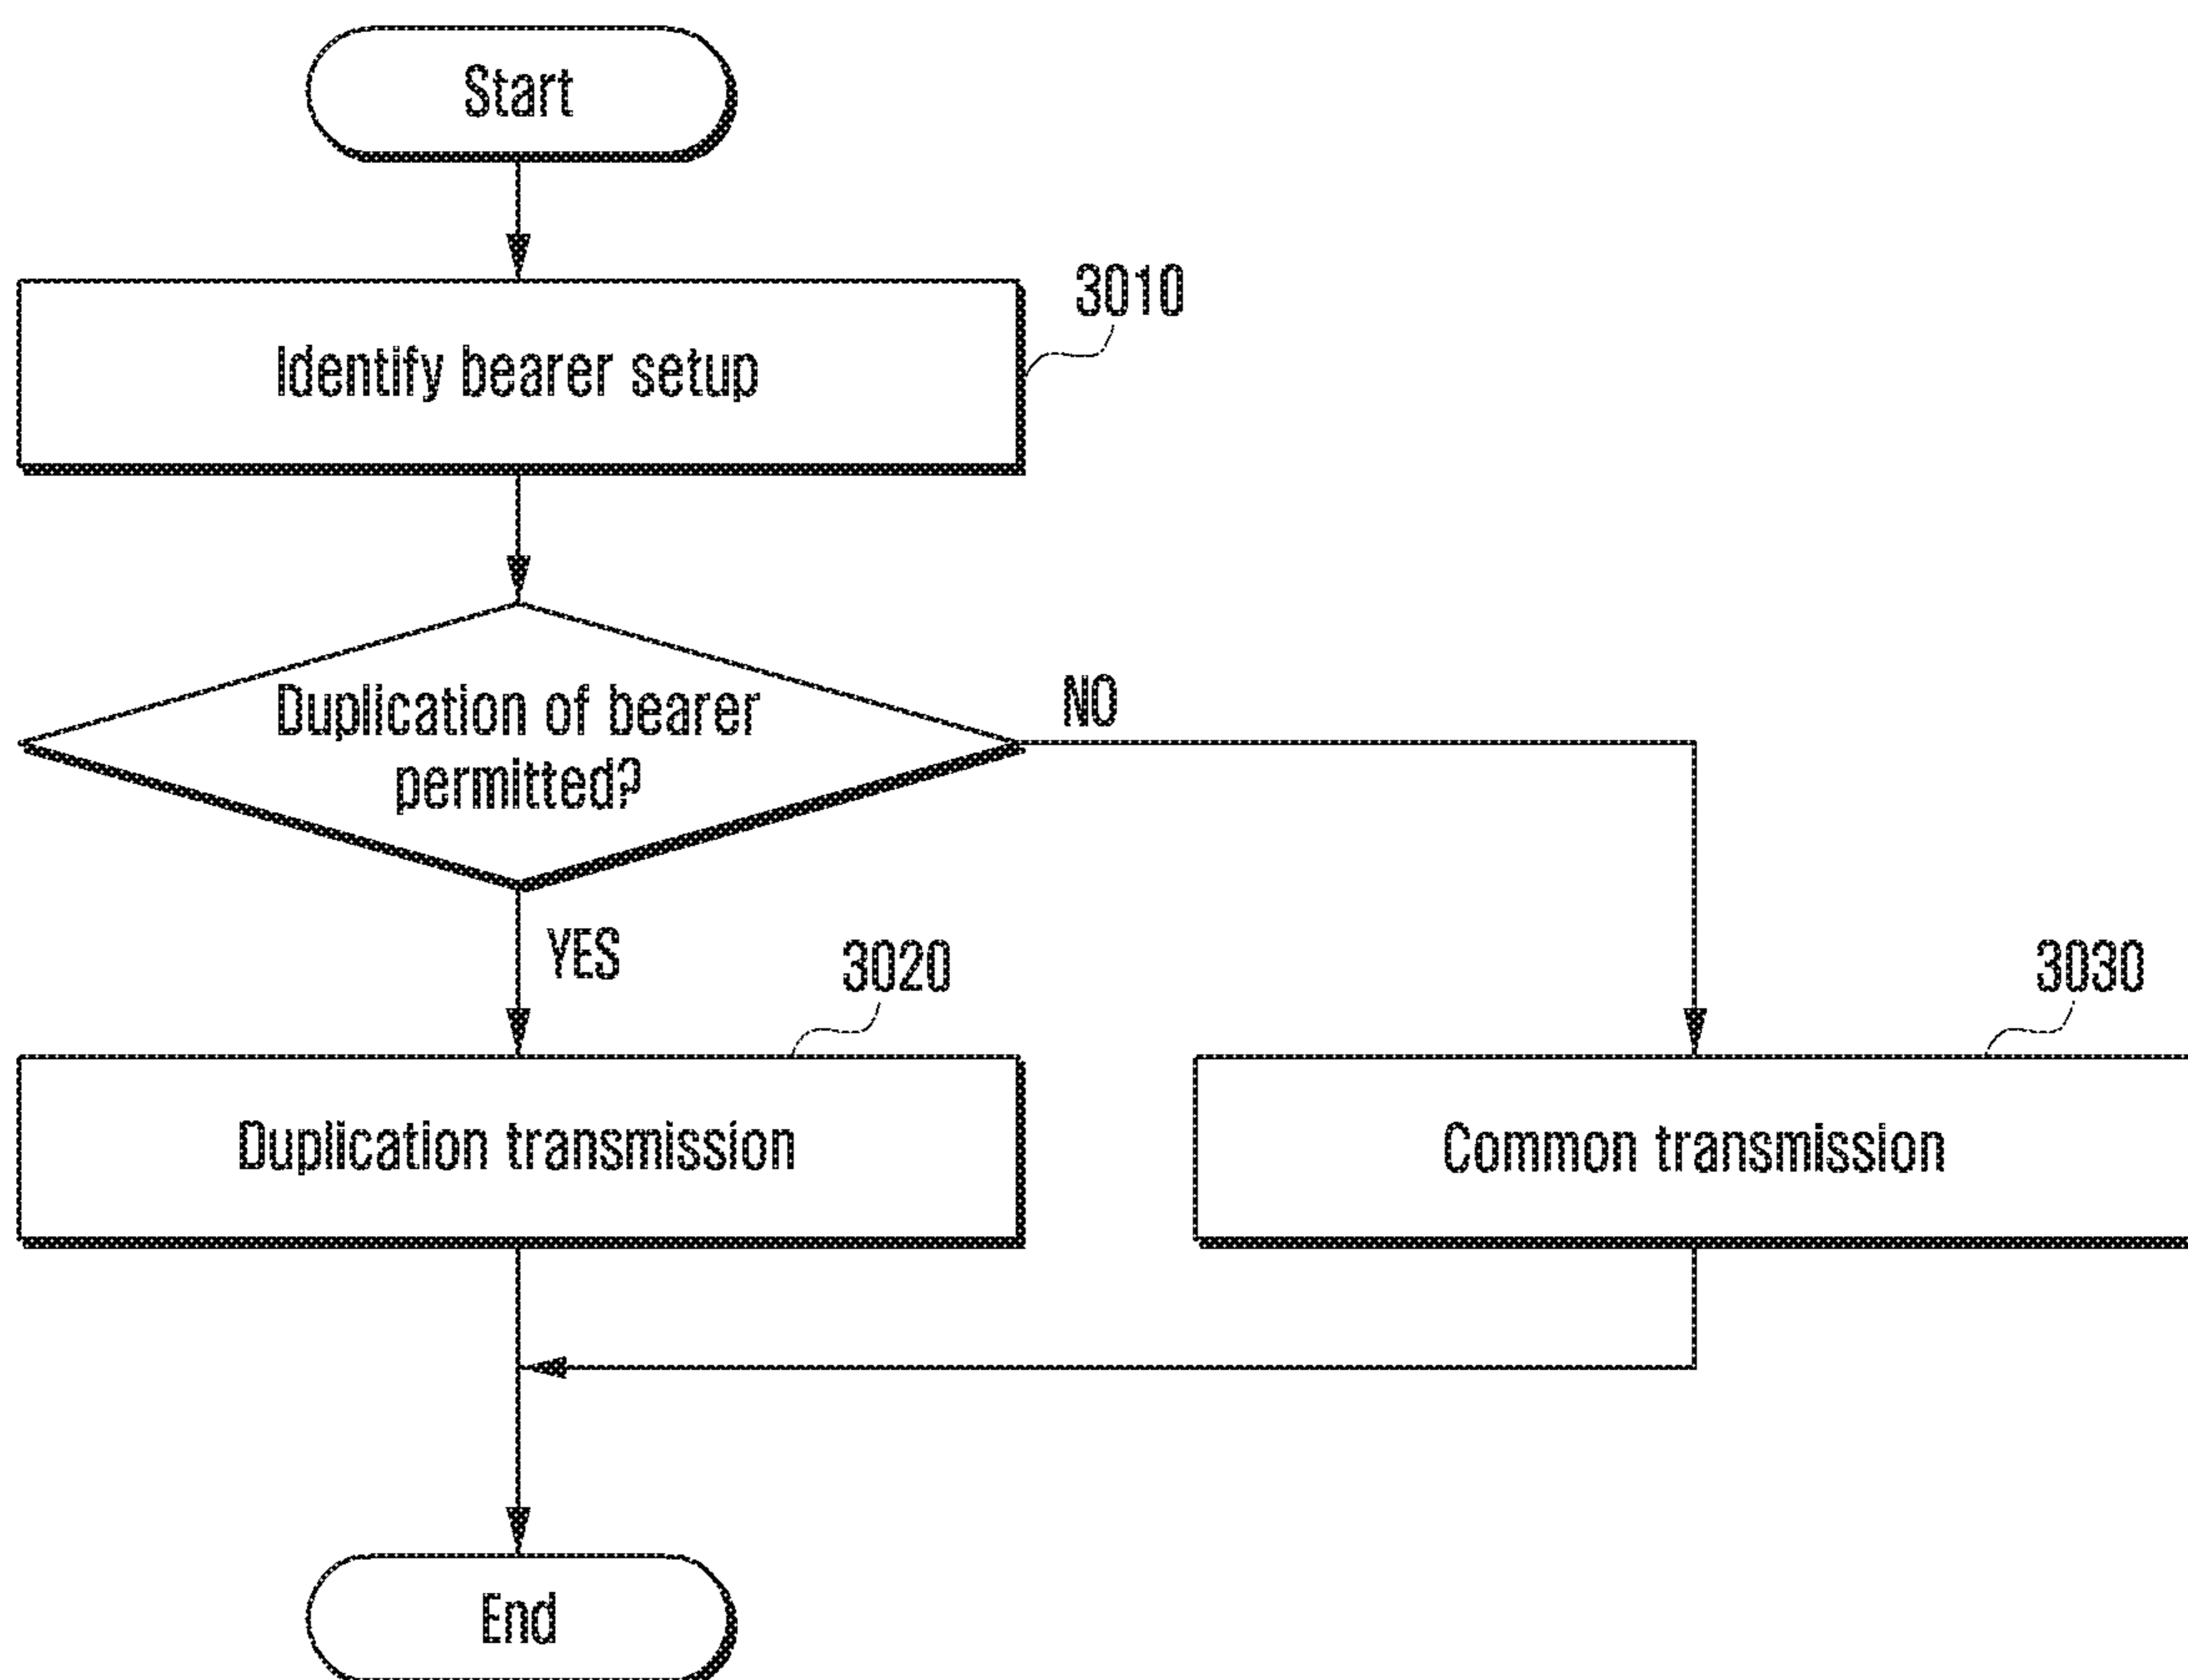 Start
3010
Identify bearer setup
Duplication of bearer
permitted?
NO
YES
3020
3030
Duplication transmission
Common transmission
End